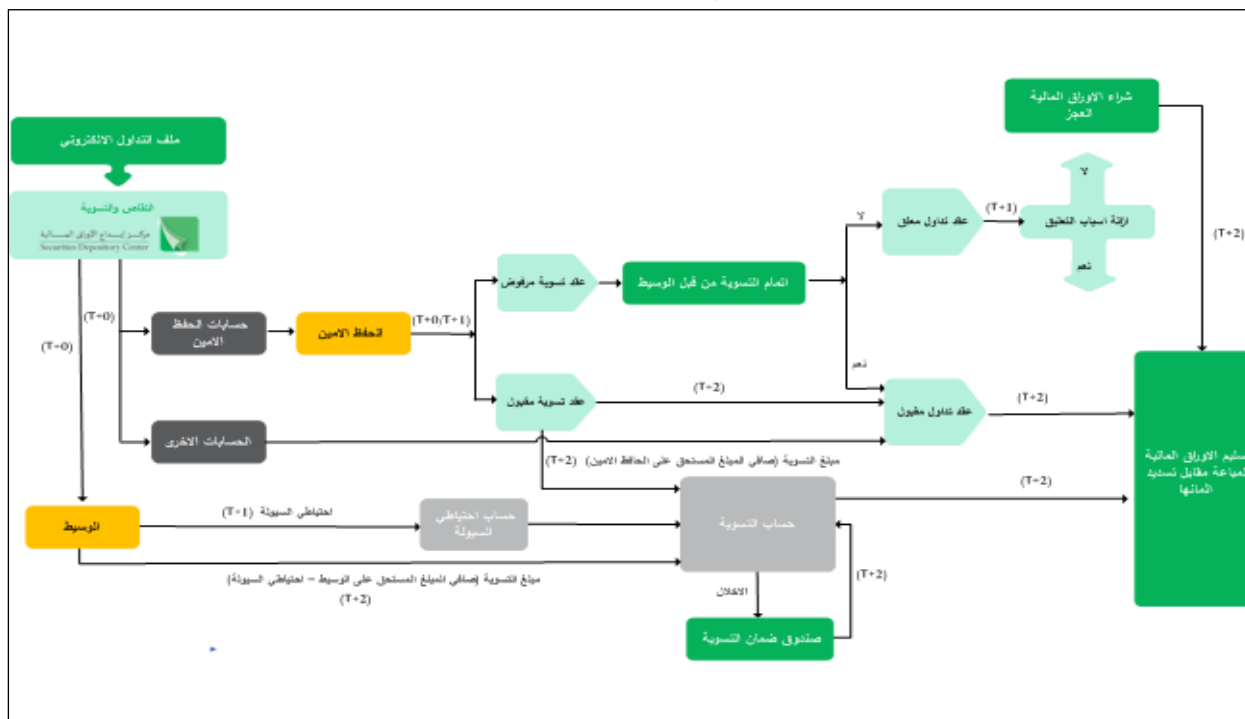 ملف التداول الالكتروني
التقاص والتسوية
مركز إيداع الأوراق المالية
Securities Depository Center
(T+0)
(T+0)
حسابات الحفظ
الامين
الحفظ الامين
(T+0/T+1)
عقد تسوية مرفوض
اتمام التسوية من قبل الوسيط
لا
عقد تداول معلق
(T+1)
ازالة اسباب التعليق
لا
نعم
شراء الاوراق المالية
العجز
(T+2)
نعم
عقد تسوية مقبول
(T+2)
عقد تداول مقبول
(T+2)
الحسابات الاخرى
مبلغ التسوية (صافي المبلغ المستحق على الحافظ الامين) (T+2)
تسليم الاوراق المالية
المباعة مقابل تسديد
اثمانها
الوسيط
احتياطي السيولة (T+1)
حساب احتياطي
السيولة
حساب التسوية
(T+2)
مبلغ التسوية (صافي المبلغ المستحق على الوسيط – احتياطي السيولة)
(T+2)
الاخلال
(T+2)
صندوق ضمان التسوية